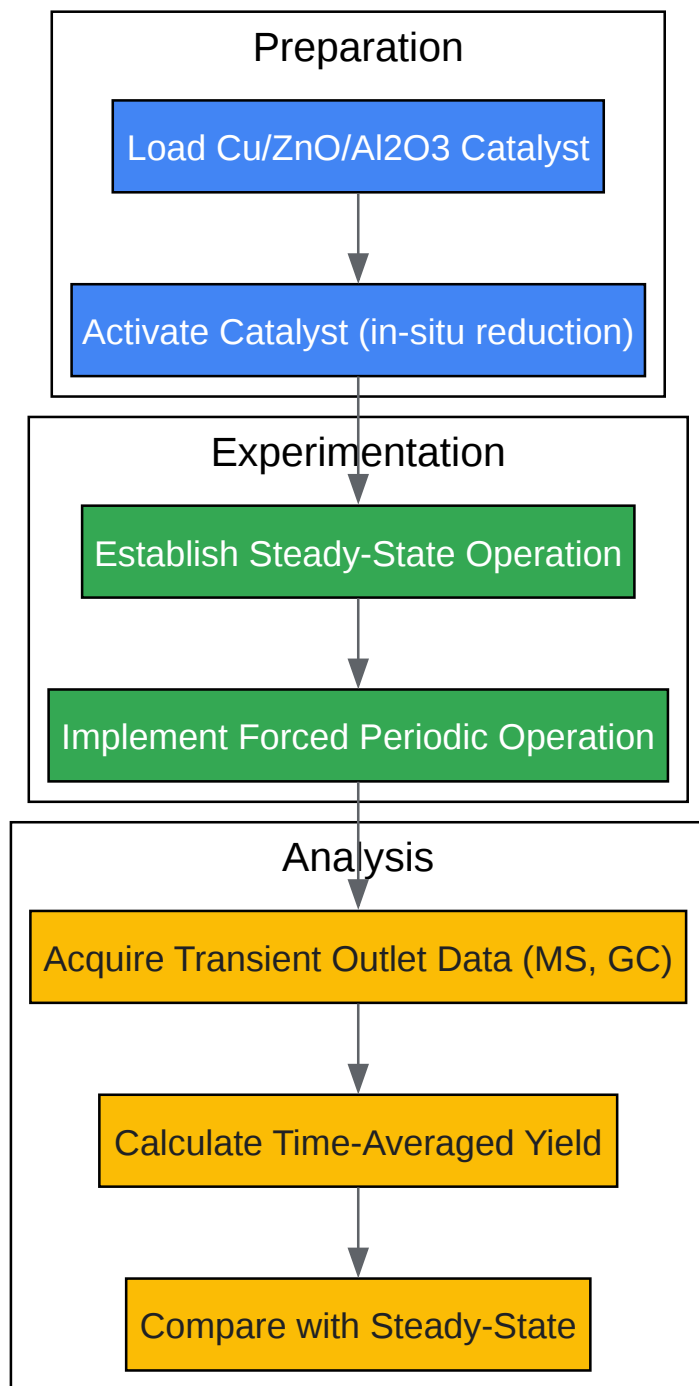 Preparation
Load Cu/ZnO/Al2O3 Catalyst
Activate Catalyst (in-situ reduction)
Experimentation
Establish Steady-State Operation
Implement Forced Periodic Operation
Analysis
Acquire Transient Outlet Data (MS, GC)
Calculate Time-Averaged Yield
Compare with Steady-State